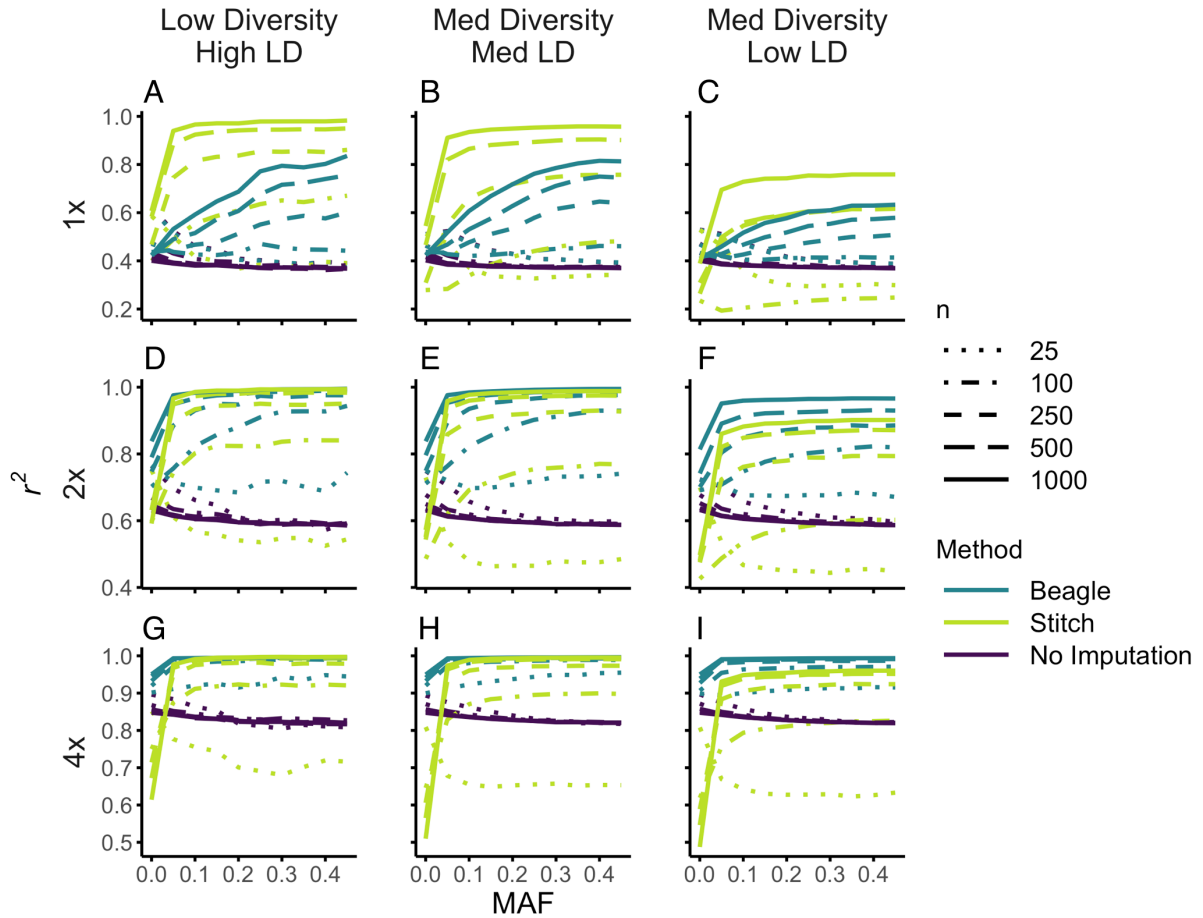 Low Diversity
High LD
Med Diversity
Med LD
Med Diversity
Low LD
A
B
C
1.0
0.8
0.6
0.4
0.2
1x
D
E
F
1.0
0.8
0.6
0.4
r²
2x
G
H
I
1.0
0.9
0.8
0.7
0.6
0.5
4x
0.0 0.1 0.2 0.3 0.4
0.0 0.1 0.2 0.3 0.4
0.0 0.1 0.2 0.3 0.4
MAF
n
25
100
250
500
1000
Method
Beagle
Stitch
No Imputation